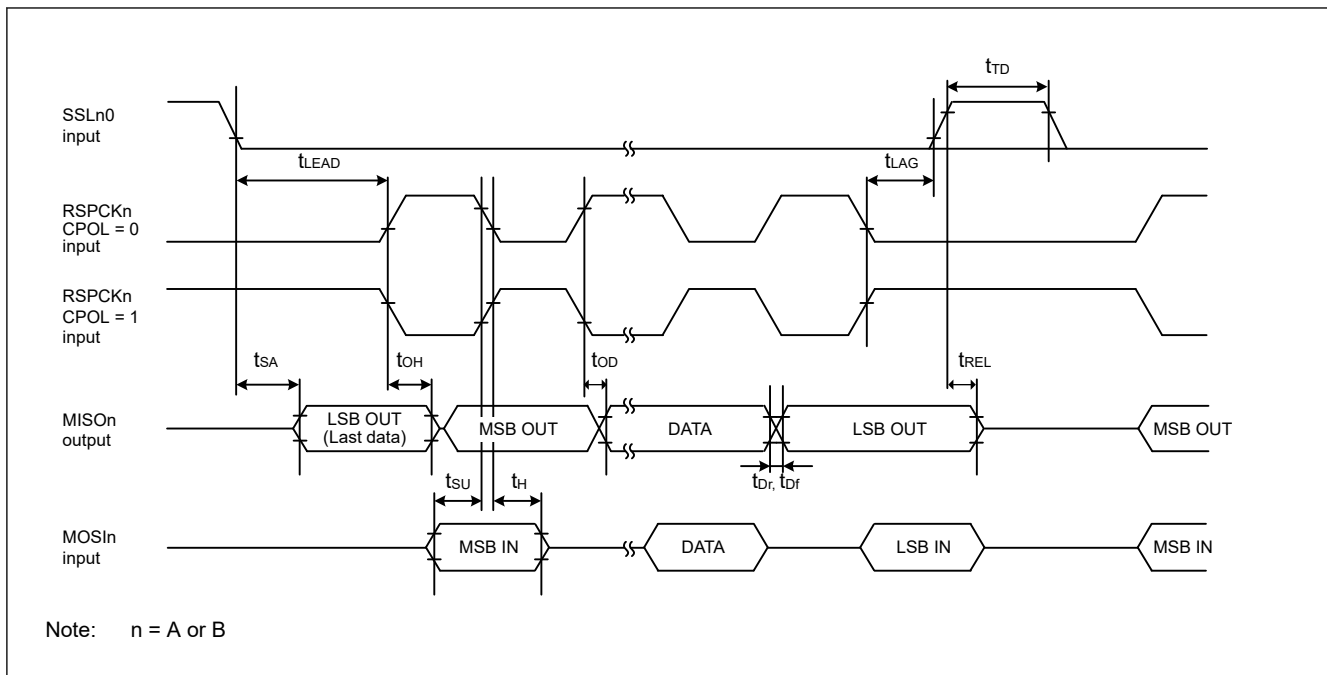 tTD
SSLn0
input
tLEAD
tLAG
RSPCKn
CPOL = 0
input
RSPCKn
CPOL = 1
input
tSA
tOH
tOD
tREL
MISOn
output
LSB OUT
(Last data)
MSB OUT
DATA
LSB OUT
MSB OUT
tSU
tH
tDr, tDf
MOSIn
input
MSB IN
DATA
LSB IN
MSB IN
Note: n = A or B